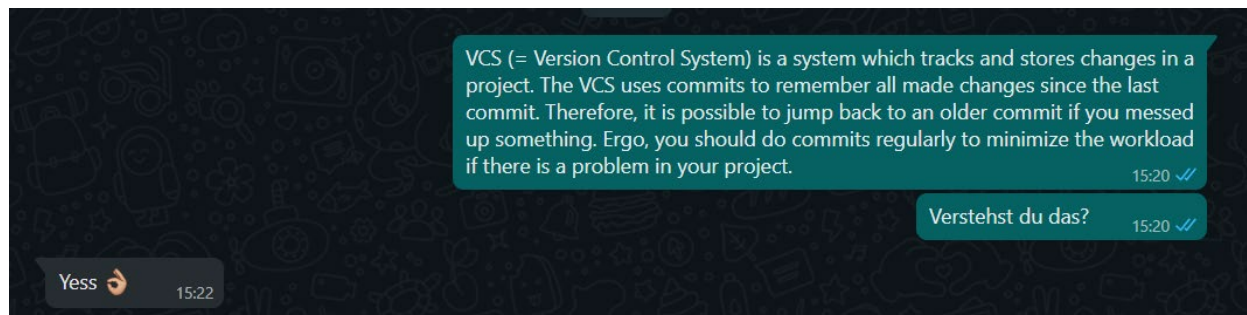 VCS (= Version Control System) is a system which tracks and stores changes in a
project. The VCS uses commits to remember all made changes since the last
commit. Therefore, it is possible to jump back to an older commit if you messed
up something. Ergo, you should do commits regularly to minimize the workload
if there is a problem in your project.
15:20
Verstehst du das?
15:20
Yess 👌🏼
15:22